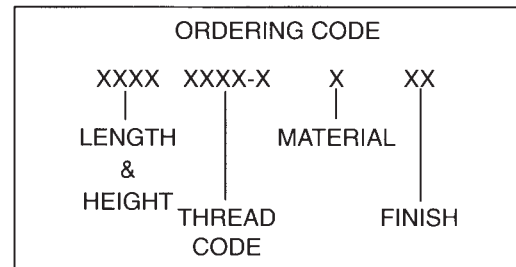 ORDERING CODE
XXXX XXXX-X X XX
LENGTH
&
HEIGHT
THREAD
CODE
MATERIAL
FINISH